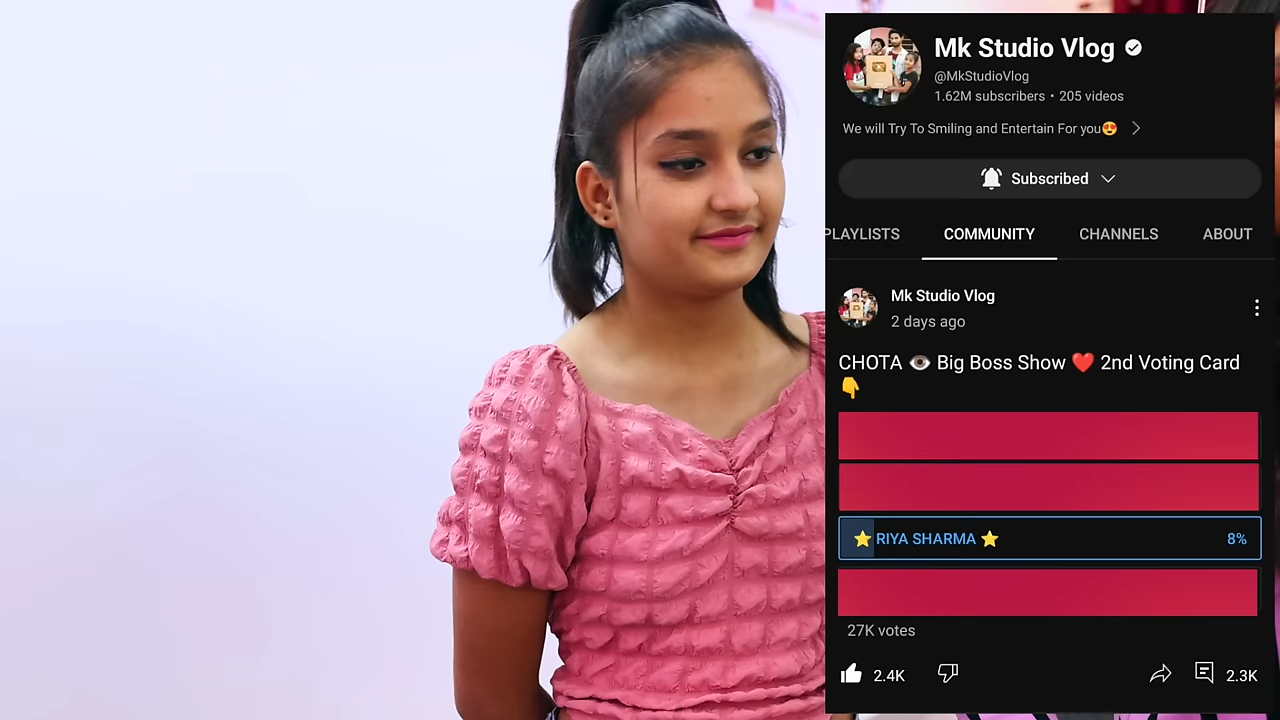 Mk Studio Vlog
@MkStudioVlog
1.62M subscribers • 205 videos
We will Try To Smiling and Entertain For you😍
Subscribed
PLAYLISTS COMMUNITY CHANNELS ABOUT
Mk Studio Vlog
2 days ago
CHOTA 👁️ Big Boss Show ❤️ 2nd Voting Card
👇
⭐ RIYA SHARMA ⭐ 8%
27K votes
2.4K 2.3K